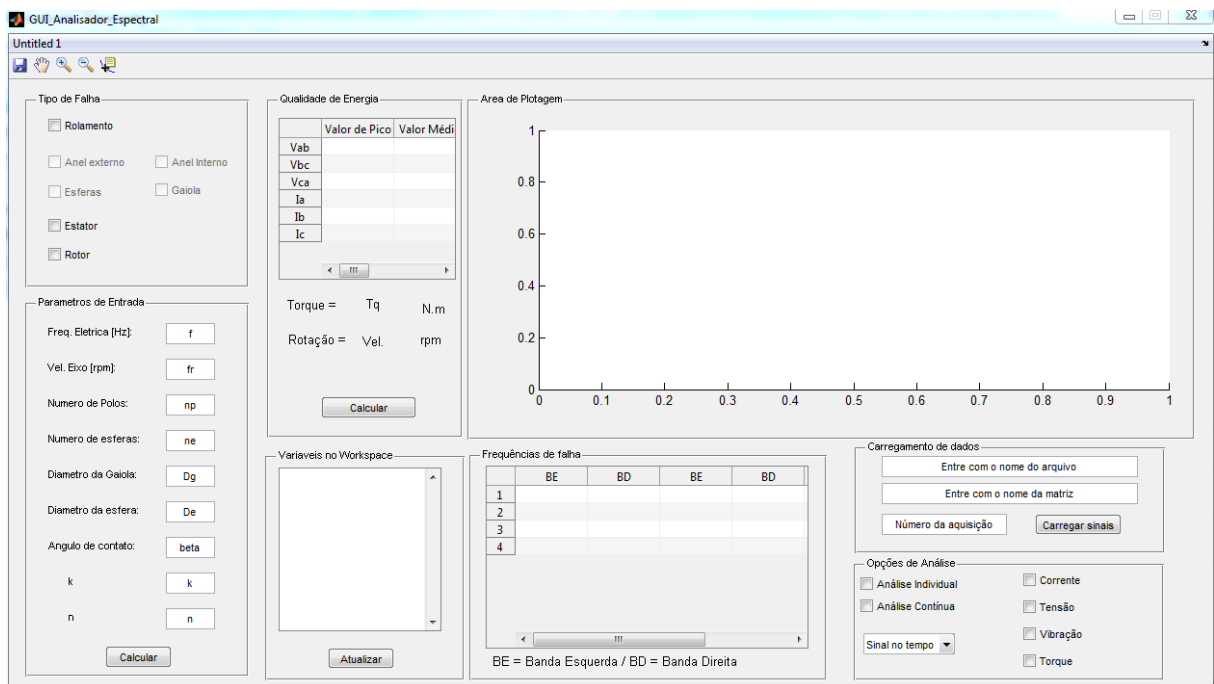 GUI_Analisador_Espectral
Untitled 1
Tipo de Falha
Rolamento
Anel externo Anel Interno
Esferas Gaiola
Estator
Rotor
Parametros de Entrada
Freq. Eletrica [Hz]: f
Vel. Eixo [rpm]: fr
Numero de Polos: np
Numero de esferas: ne
Diametro da Gaiola: Dg
Diametro da esfera: De
Angulo de contato: beta
k k
n n
Calcular
Qualidade de Energia
Valor de Pico Valor Médi
Vab
Vbc
Vca
Ia
Ib
Ic
Torque = Tq N.m
Rotação = Vel. rpm
Calcular
Variaveis no Workspace
Atualizar
Area de Plotagem
1
0.8
0.6
0.4
0.2
0
0 0.1 0.2 0.3 0.4 0.5 0.6 0.7 0.8 0.9 1
Frequências de falha
BE BD BE BD
1
2
3
4
BE = Banda Esquerda / BD = Banda Direita
Carregamento de dados
Entre com o nome do arquivo
Entre com o nome da matriz
Número da aquisição Carregar sinais
Opções de Análise
Análise Individual Corrente
Análise Contínua Tensão
Vibração
Sinal no tempo
Torque